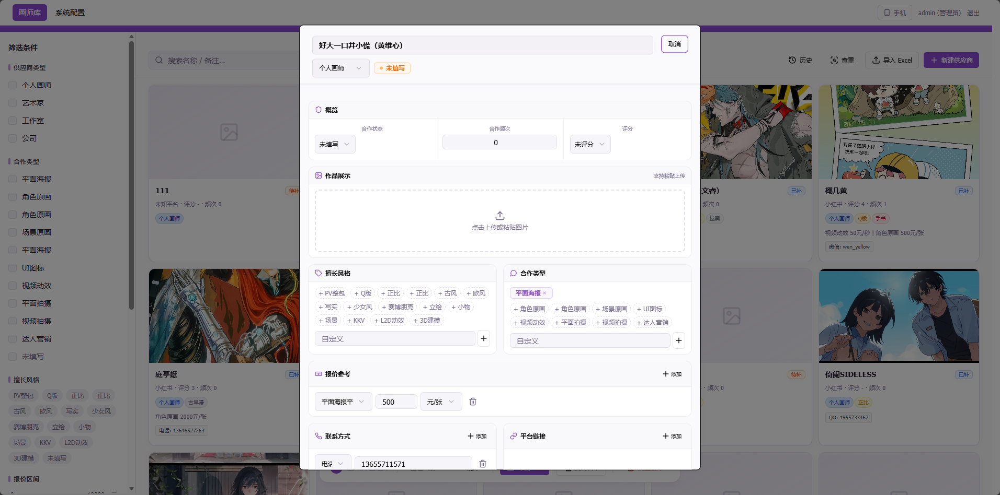 画师库
系统配置
手机
admin (管理员)
退出
筛选条件
供应商类型
个人画师
艺术家
工作室
公司
合作类型
平面海报
角色原画
角色原画
场景原画
平面海报
UI图标
视频动效
平面拍摄
视频拍摄
达人营销
未填写
擅长风格
PV整包 Q版 正比 正比
古风 欧风 写实 少女风
赛博朋克 立绘 小物
场景 KKV L2D动效
3D建模 未填写
报价区间
搜索名称 / 备注...
历史
查重
导入 Excel
新建供应商
111
待补
未知平台 · 评分 - · 频次 0
个人画师
庭亭蜓
已补
小红书 · 评分 3 · 频次 0
个人画师 古早漫
角色原画 2000元/张
电话: 13646527263
好大一口井小慌（黄维心）
取消
个人画师
未填写
概览
合作状态
未填写
合作频次
0
评分
未评分
作品展示
支持粘贴上传
点击上传或粘贴图片
擅长风格
+ PV整包 + Q版 + 正比 + 正比 + 古风 + 欧风
+ 写实 + 少女风 + 赛博朋克 + 立绘 + 小物
+ 场景 + KKV + L2D动效 + 3D建模
自定义
+
合作类型
平面海报 ×
+ 角色原画 + 角色原画 + 场景原画 + UI图标
+ 视频动效 + 平面拍摄 + 视频拍摄 + 达人营销
自定义
+
报价参考
+ 添加
平面海报平
500
元/张
联系方式
+ 添加
电话
13655711571
平台链接
+ 添加
文睿）
已补
频次 0
拉黑
待补
· 频次 0
2027.05.01
我买了糖醋小排
快来一起吃!
椰几黄
已补
小红书 · 评分 4 · 频次 1
个人画师 Q版 手书
视频动效 50元/秒 | 角色原画 500元/张
微信: wen_yellow
倚阑SIDELESS
已补
小红书 · 评分 - · 频次 0
个人画师 正比
QQ: 1955733467